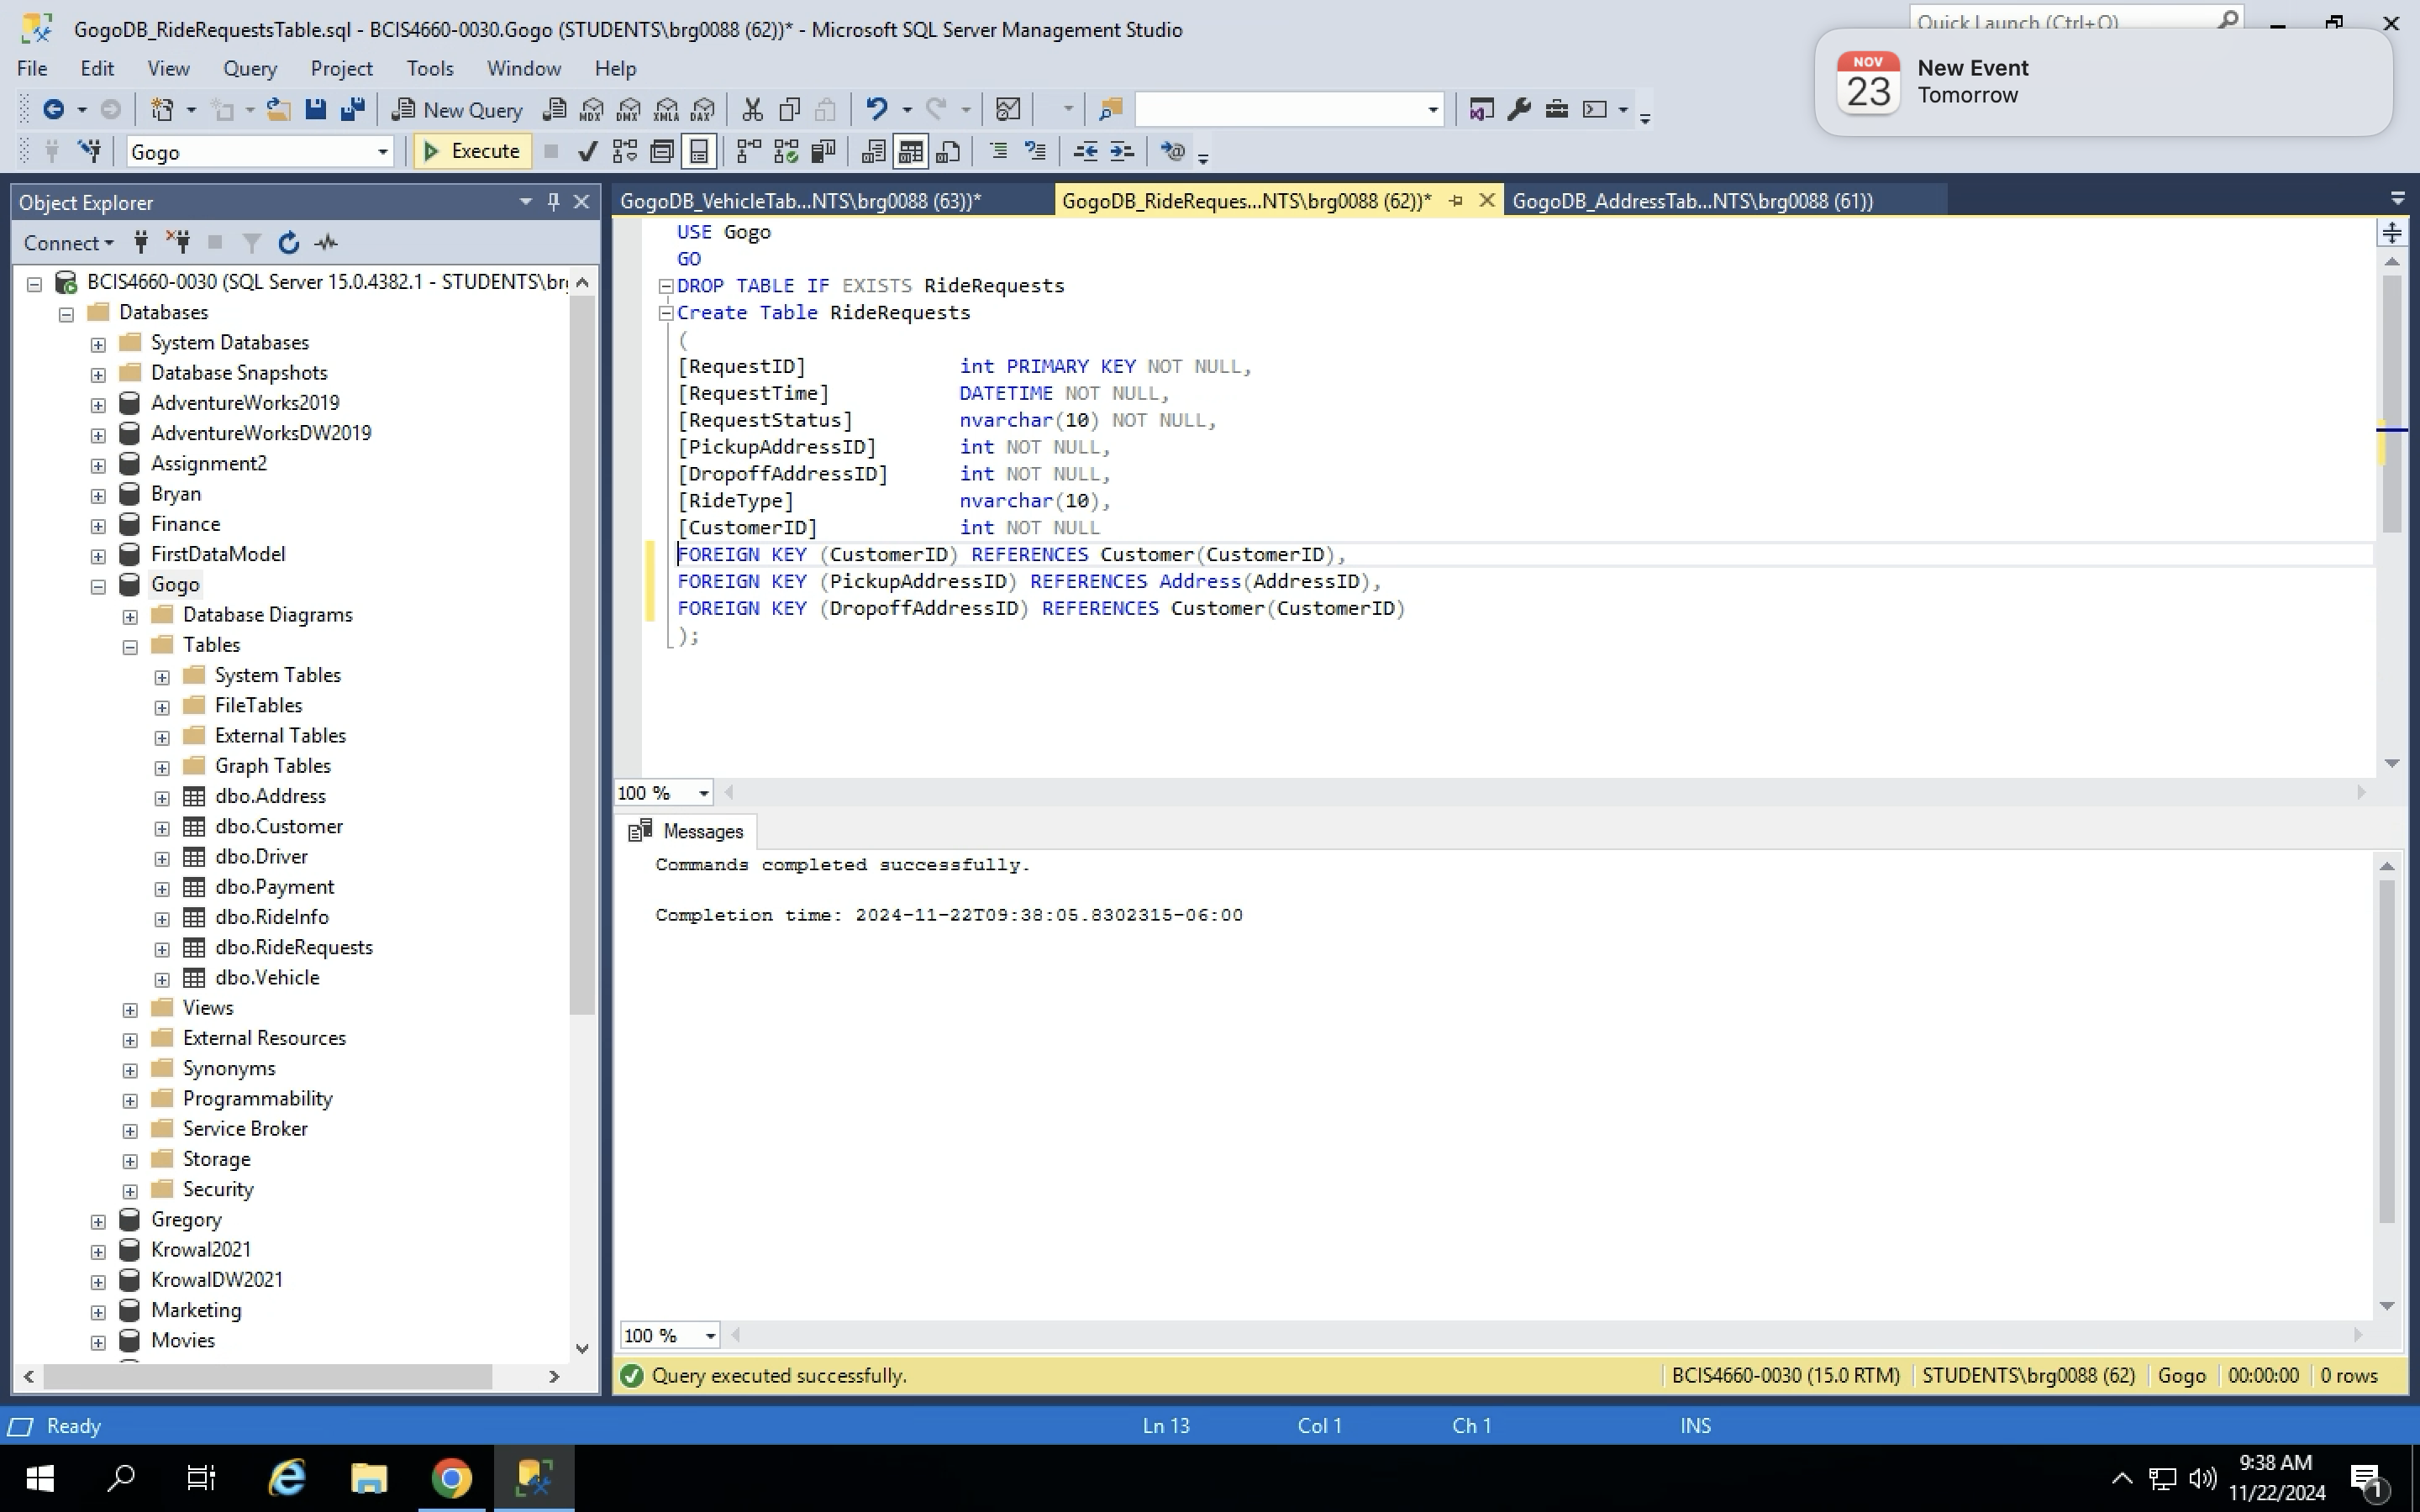 GogoDB_RideRequestsTable.sql - BCIS4660-0030.Gogo (STUDENTS\brg0088 (62))* - Microsoft SQL Server Management Studio
Quick Launch (Ctrl+Q)
NOV
23
New Event
Tomorrow
File Edit View Query Project Tools Window Help
New Query MDX DMX XMLA DAX
Gogo Execute
Object Explorer
Connect
BCIS4660-0030 (SQL Server 15.0.4382.1 - STUDENTS\br
Databases
System Databases
Database Snapshots
AdventureWorks2019
AdventureWorksDW2019
Assignment2
Bryan
Finance
FirstDataModel
Gogo
Database Diagrams
Tables
System Tables
FileTables
External Tables
Graph Tables
dbo.Address
dbo.Customer
dbo.Driver
dbo.Payment
dbo.RideInfo
dbo.RideRequests
dbo.Vehicle
Views
External Resources
Synonyms
Programmability
Service Broker
Storage
Security
Gregory
Krowal2021
KrowalDW2021
Marketing
Movies
GogoDB_VehicleTab...NTS\brg0088 (63))* GogoDB_RideReques...NTS\brg0088 (62))* GogoDB_AddressTab...NTS\brg0088 (61))
USE Gogo
GO
DROP TABLE IF EXISTS RideRequests
Create Table RideRequests
(
[RequestID] int PRIMARY KEY NOT NULL,
[RequestTime] DATETIME NOT NULL,
[RequestStatus] nvarchar(10) NOT NULL,
[PickupAddressID] int NOT NULL,
[DropoffAddressID] int NOT NULL,
[RideType] nvarchar(10),
[CustomerID] int NOT NULL
FOREIGN KEY (CustomerID) REFERENCES Customer(CustomerID),
FOREIGN KEY (PickupAddressID) REFERENCES Address(AddressID),
FOREIGN KEY (DropoffAddressID) REFERENCES Customer(CustomerID)
);
100 %
Messages
Commands completed successfully.
Completion time: 2024-11-22T09:38:05.8302315-06:00
100 %
Query executed successfully. BCIS4660-0030 (15.0 RTM) STUDENTS\brg0088 (62) Gogo 00:00:00 0 rows
Ready Ln 13 Col 1 Ch 1 INS
9:38 AM
11/22/2024
1